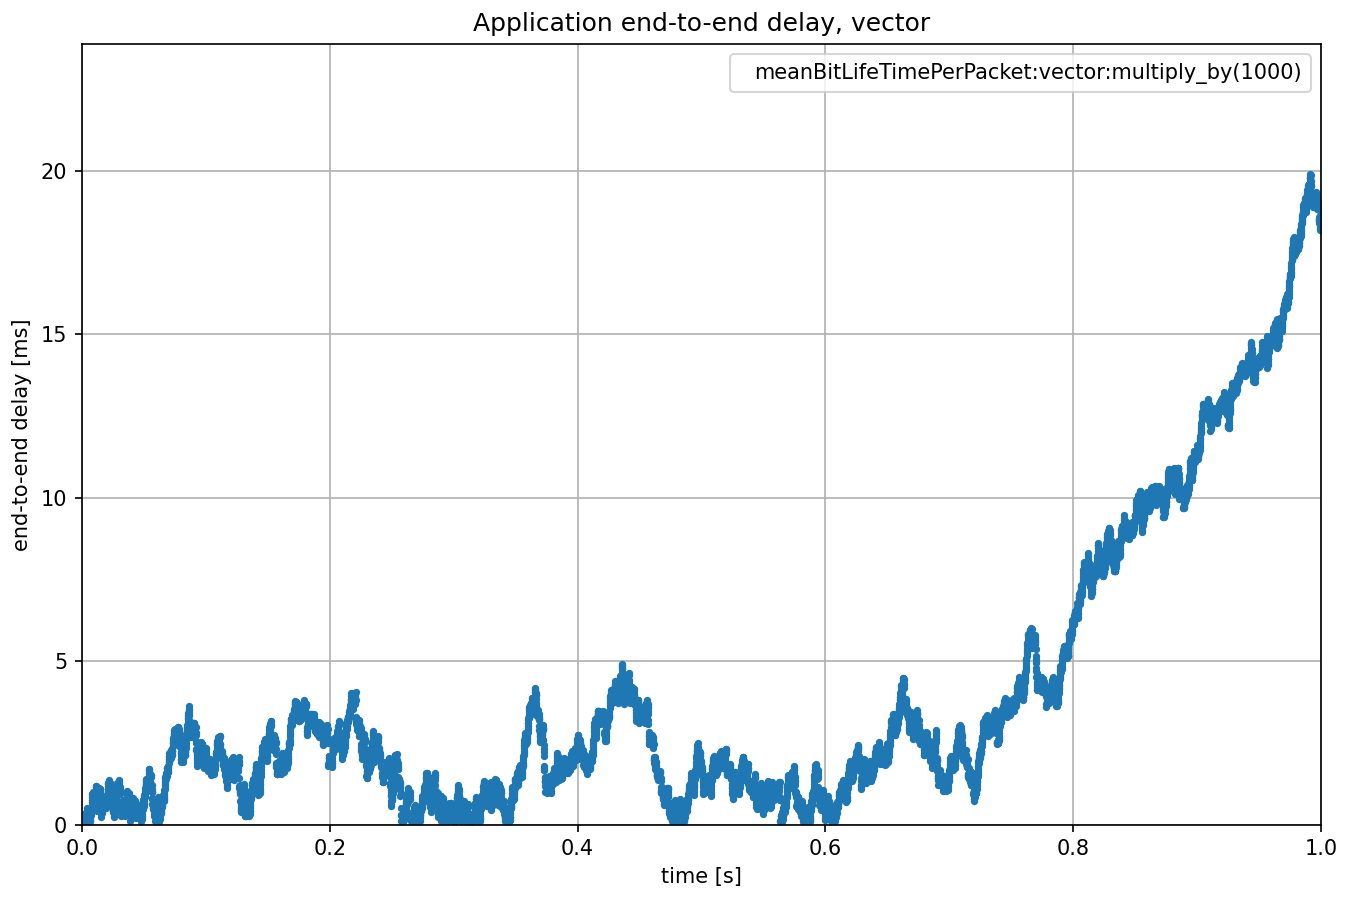 Application end-to-end delay, vector
meanBitLifeTimePerPacket:vector:multiply_by(1000)
20
15
10
5
0
end-to-end delay [ms]
0.0 0.2 0.4 0.6 0.8 1.0
time [s]